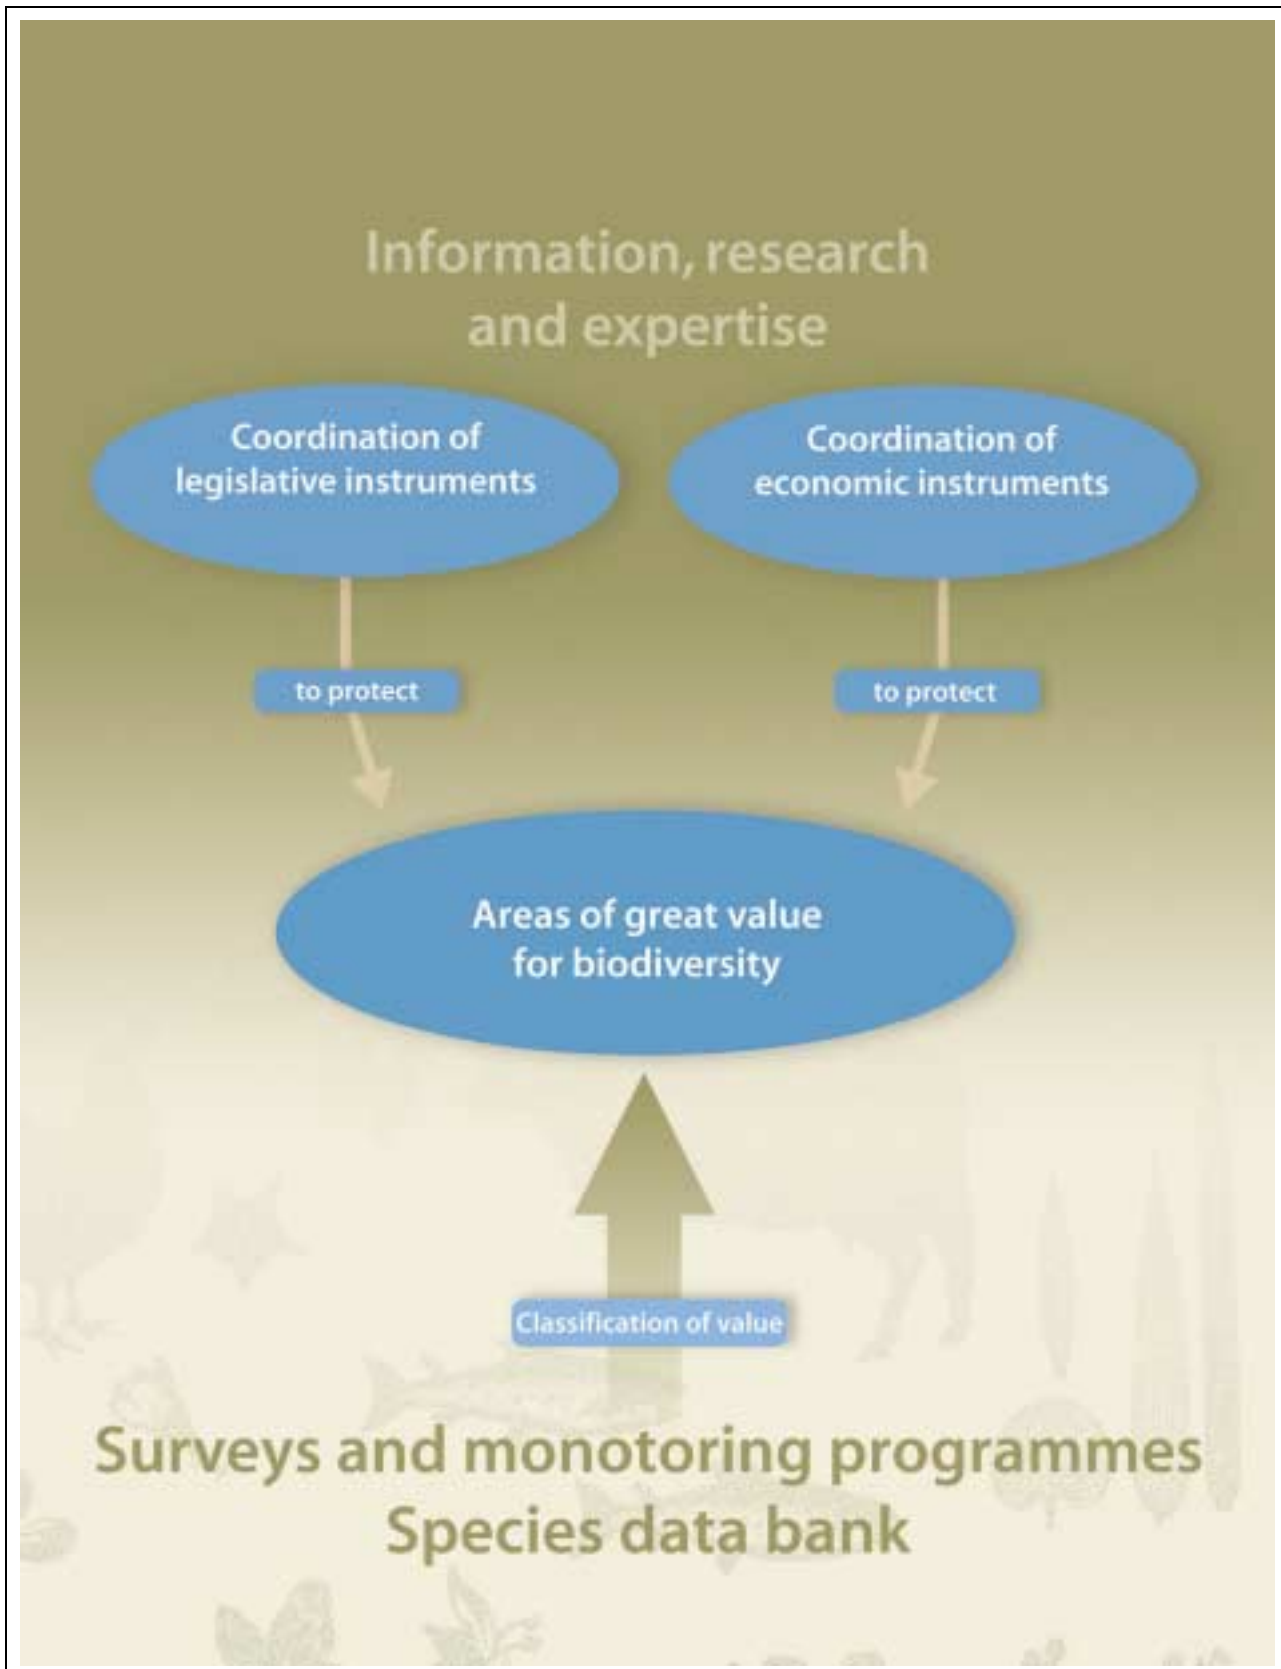 Information, research
and expertise
Coordination of
legislative instruments
Coordination of
economic instruments
to protect
to protect
Areas of great value
for biodiversity
Classification of value
Surveys and monotoring programmes
Species data bank